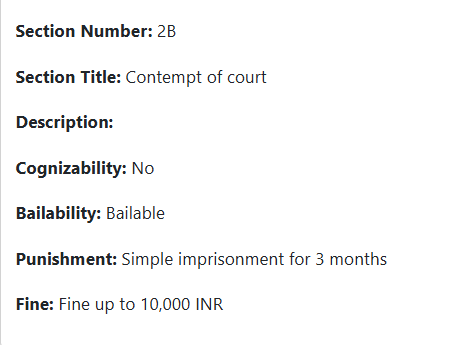 Section Number: 2B
Section Title: Contempt of court
Description:
Cognizability: No
Bailability: Bailable
Punishment: Simple imprisonment for 3 months
Fine: Fine up to 10,000 INR